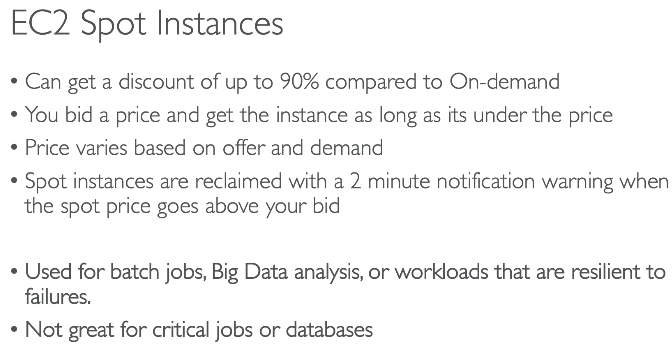 EC2 Spot Instances
• Can get a discount of up to 90% compared to On-demand
• You bid a price and get the instance as long as its under the price
• Price varies based on offer and demand
• Spot instances are reclaimed with a 2 minute notification warning when
the spot price goes above your bid
• Used for batch jobs, Big Data analysis, or workloads that are resilient to
failures.
• Not great for critical jobs or databases